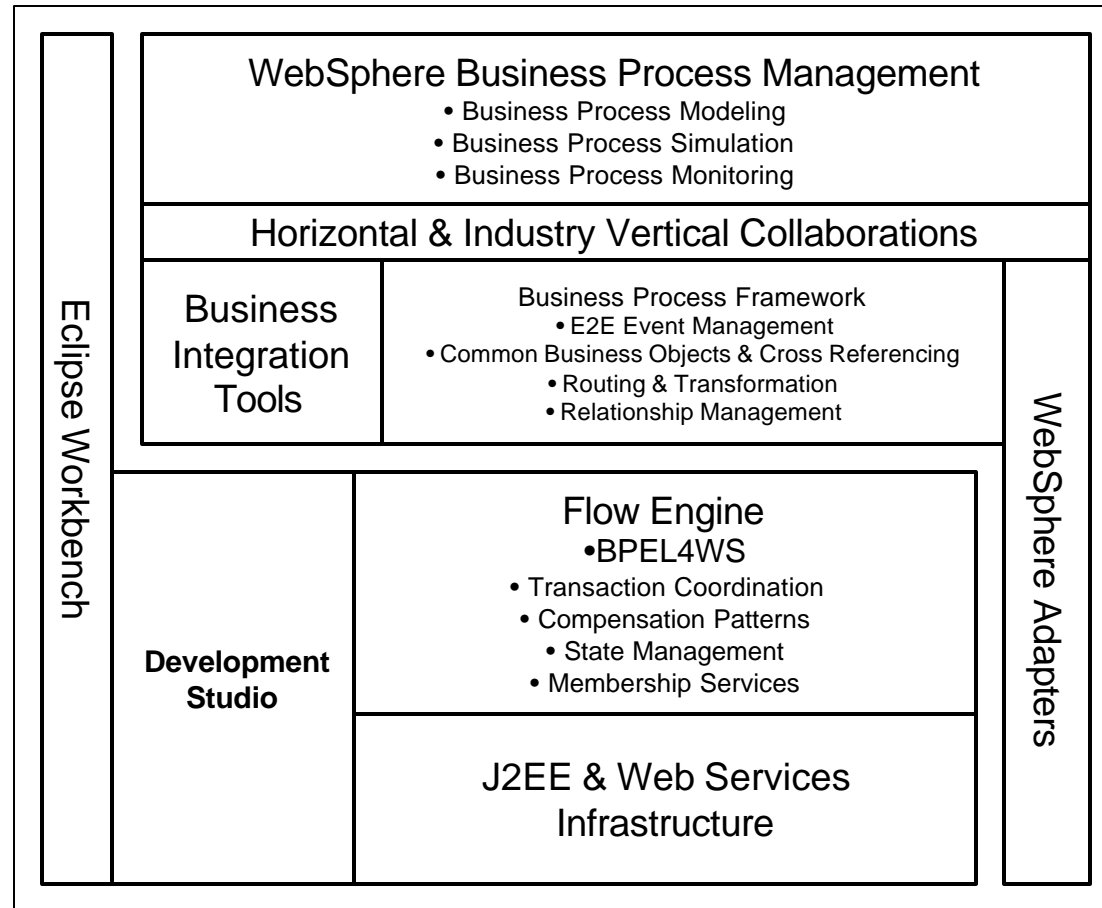 WebSphere Business Process Management
• Business Process Modeling
• Business Process Simulation
• Business Process Monitoring
Horizontal & Industry Vertical Collaborations
Eclipse Workbench
Business
Integration
Tools
Business Process Framework
• E2E Event Management
• Common Business Objects & Cross Referencing
• Routing & Transformation
• Relationship Management
WebSphere Adapters
Development
Studio
Flow Engine
•BPEL4WS
• Transaction Coordination
• Compensation Patterns
• State Management
• Membership Services
J2EE & Web Services
Infrastructure